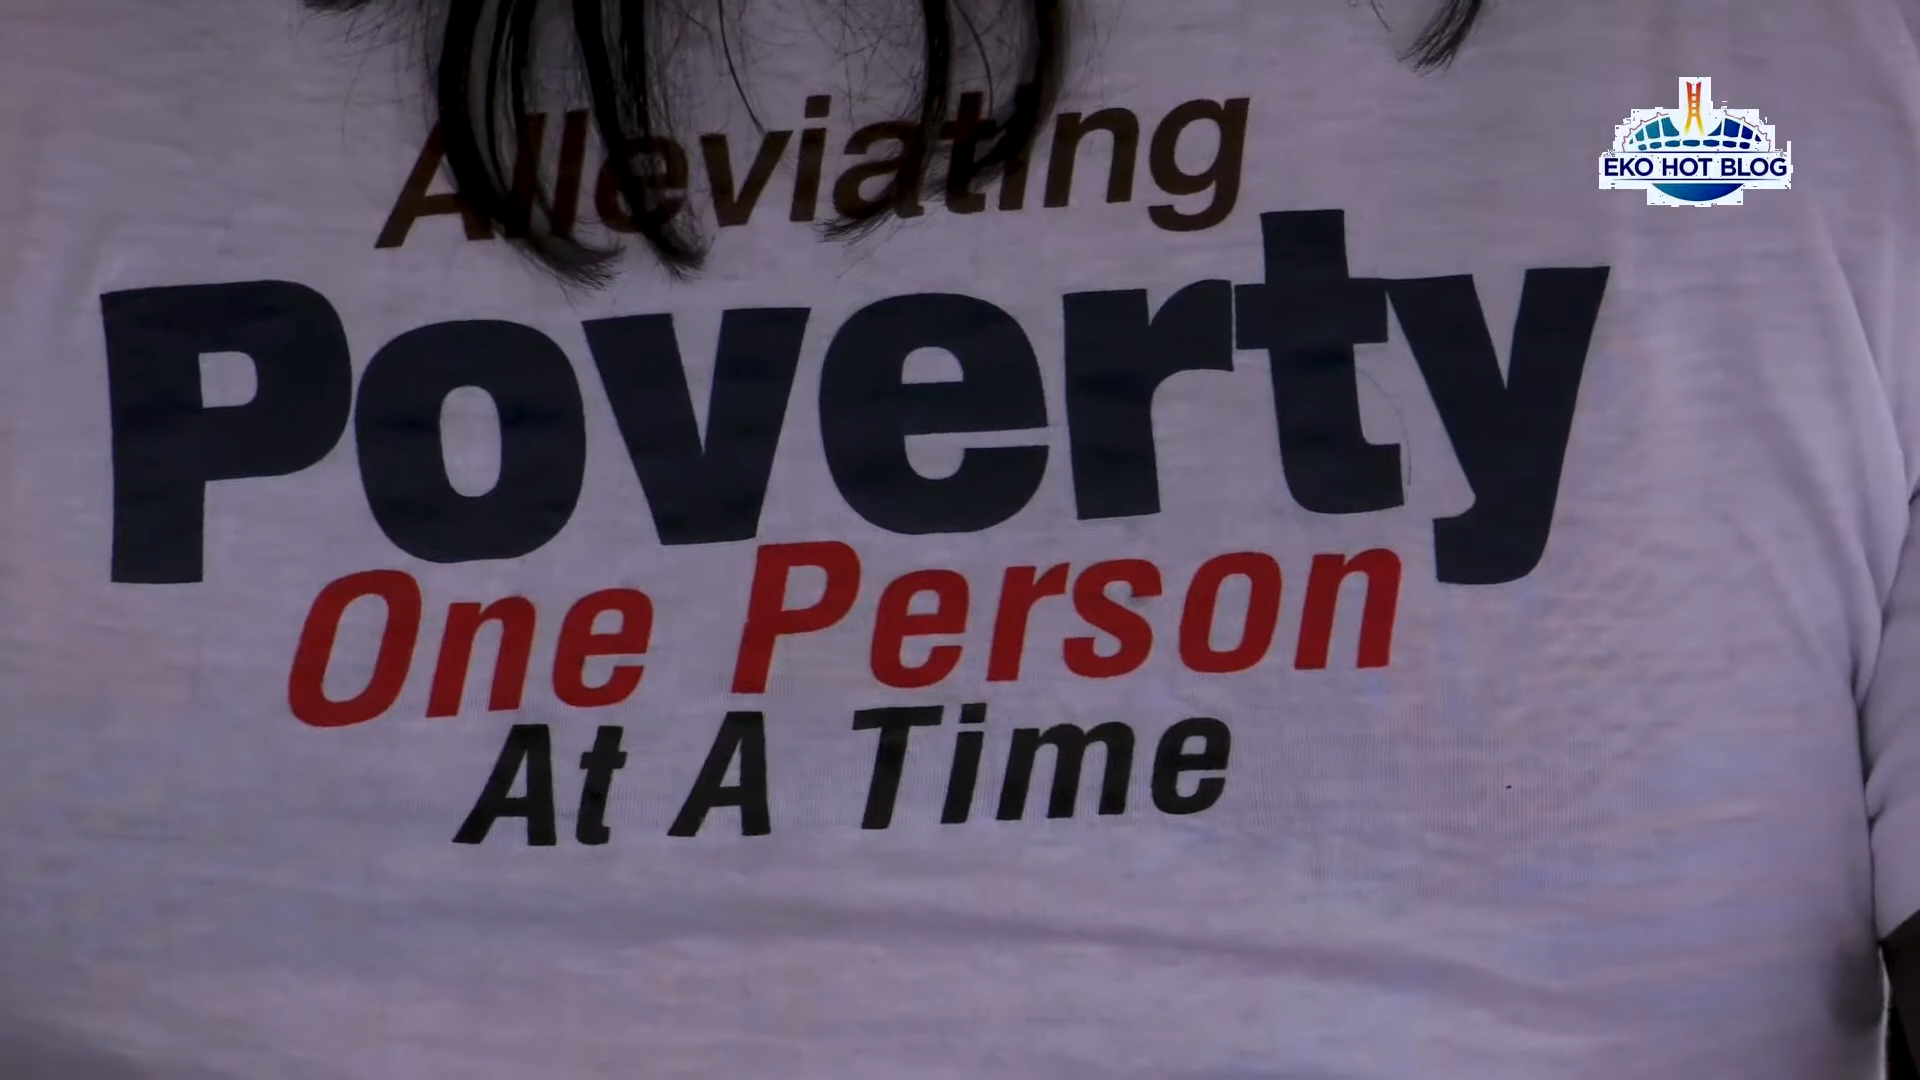 Alleviating
Poverty
One Person
At A Time
EKO HOT BLOG